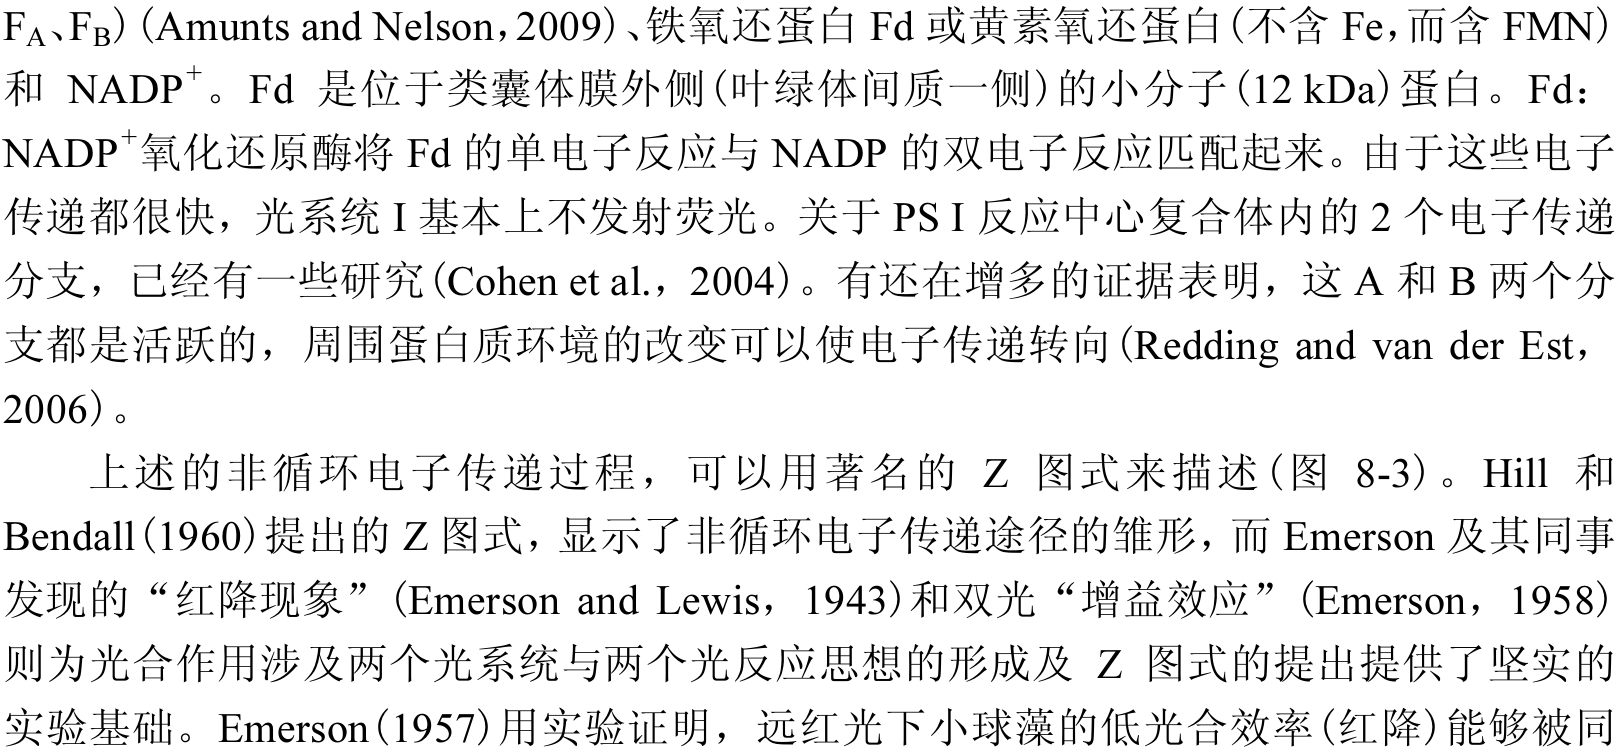 F_A、F_B) (Amunts and Nelson, 2009)、铁氧还蛋白 Fd 或黄素氧还蛋白(不含 Fe, 而含 FMN)
和 NADP⁺。Fd 是位于类囊体膜外侧(叶绿体间质一侧)的小分子(12 kDa)蛋白。Fd：
NADP⁺氧化还原酶将 Fd 的单电子反应与 NADP 的双电子反应匹配起来。由于这些电子
传递都很快，光系统 I 基本上不发射荧光。关于 PS I 反应中心复合体内的 2 个电子传递
分支，已经有一些研究(Cohen et al.，2004)。有还在增多的证据表明，这 A 和 B 两个分
支都是活跃的，周围蛋白质环境的改变可以使电子传递转向(Redding and van der Est，
2006)。
上述的非循环电子传递过程，可以用著名的 Z 图式来描述(图 8-3)。Hill 和
Bendall(1960)提出的 Z 图式, 显示了非循环电子传递途径的雏形, 而 Emerson 及其同事
发现的“红降现象”(Emerson and Lewis，1943)和双光“增益效应”(Emerson，1958)
则为光合作用涉及两个光系统与两个光反应思想的形成及 Z 图式的提出提供了坚实的
实验基础。Emerson(1957)用实验证明，远红光下小球藻的低光合效率(红降)能够被同